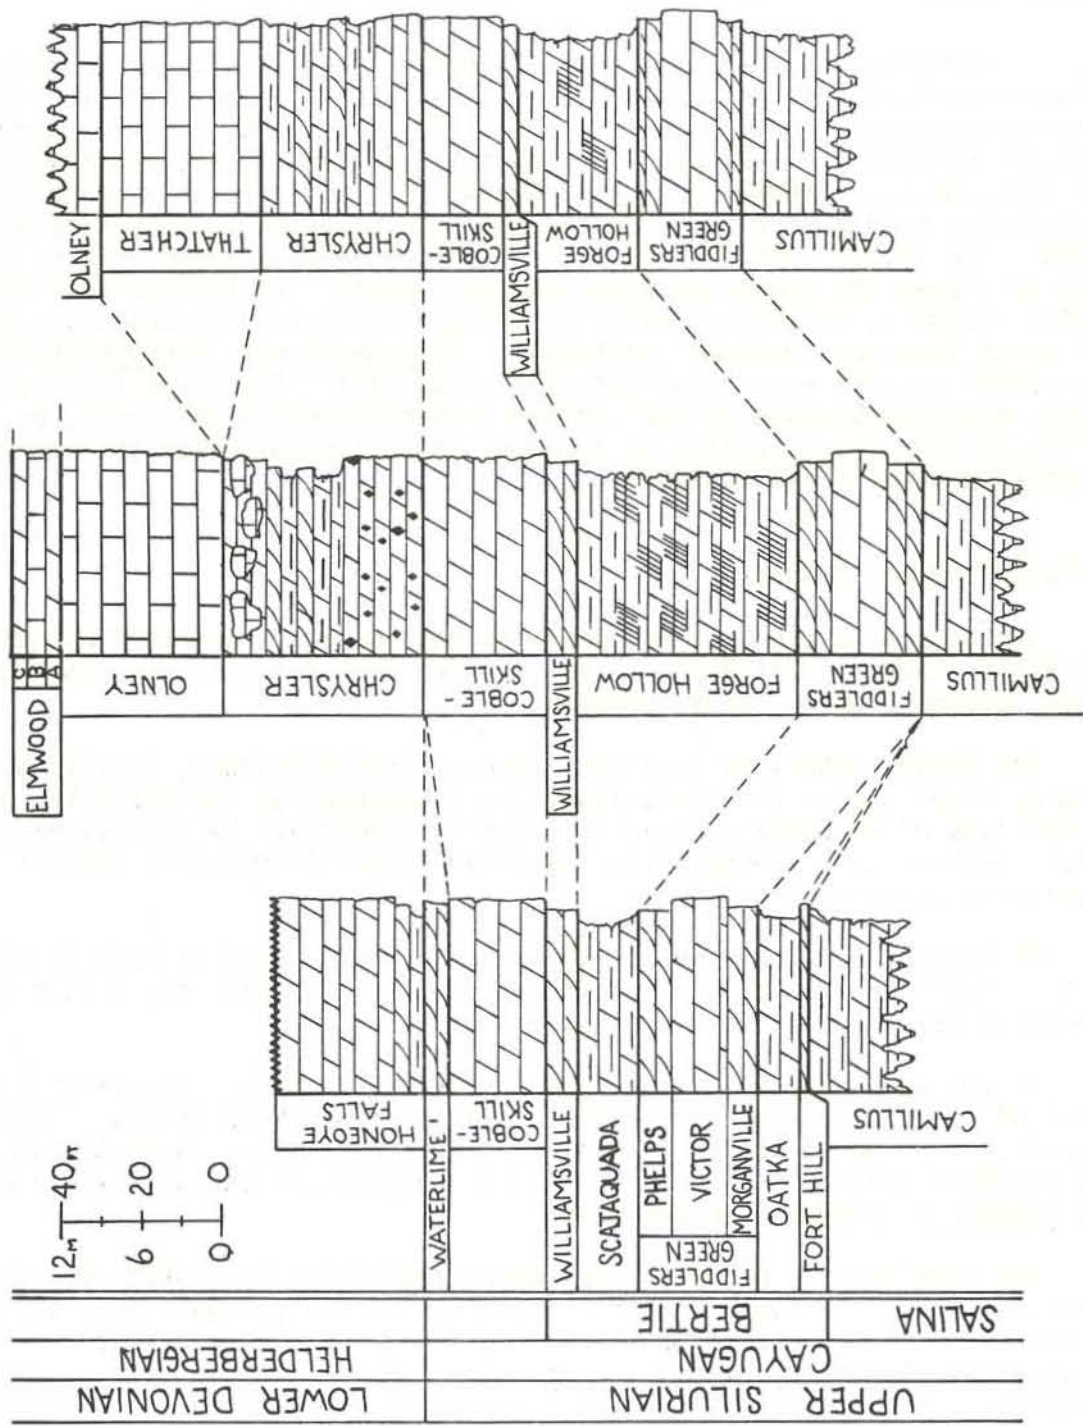 LOWER DEVONIAN
UPPER SILURIAN
HELDERBERGIAN
CAYUGAN
BERTIE
SALINA
12M
40FT
6
20
0
0
HONEOYE
FALLS
'WATERLIME'
COBLE-
SKILL
WILLIAMSVILLE
SCAJAQUADA
FIDDLERS
GREEN
PHELPS
VICTOR
MORGANVILLE
OATKA
FORT HILL
CAMILLUS
ELMWOOD
C
B
A
OLNEY
CHRYSLER
COBLE-
SKILL
WILLIAMSVILLE
FORGE HOLLOW
FIDDLERS
GREEN
CAMILLUS
OLNEY
THATCHER
CHRYSLER
COBLE-
SKILL
WILLIAMSVILLE
FORGE
HOLLOW
FIDDLERS
GREEN
CAMILLUS